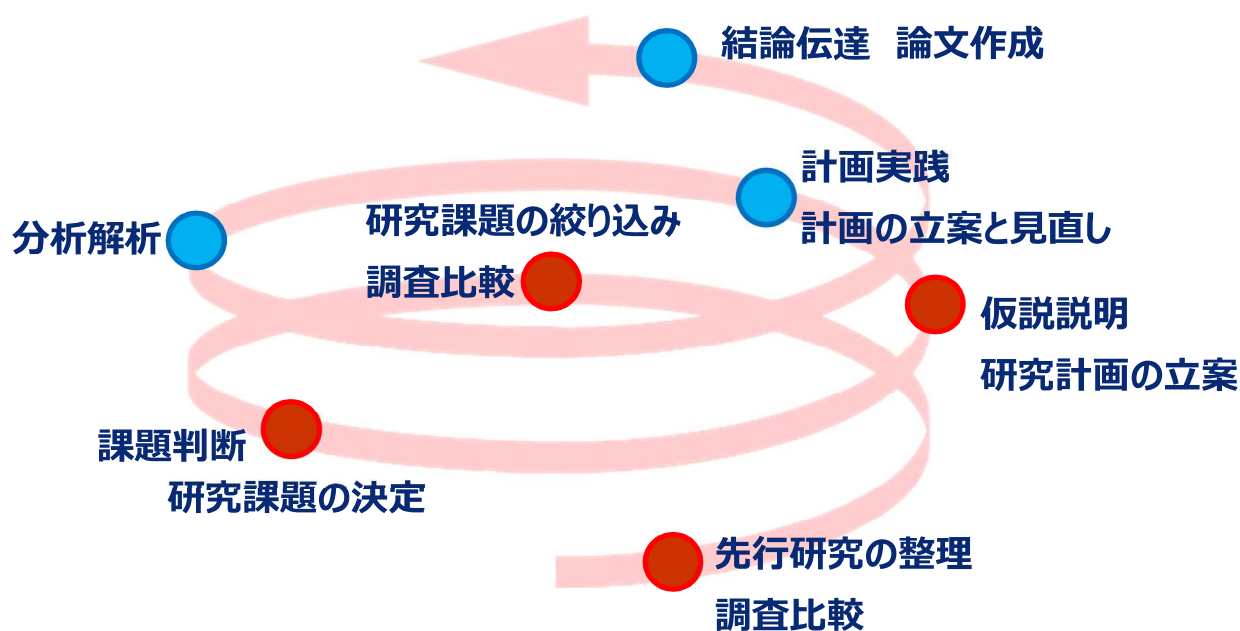 結論伝達　論文作成
計画実践
計画の立案と見直し
研究課題の絞り込み
調査比較
分析解析
仮説説明
研究計画の立案
課題判断
研究課題の決定
先行研究の整理
調査比較